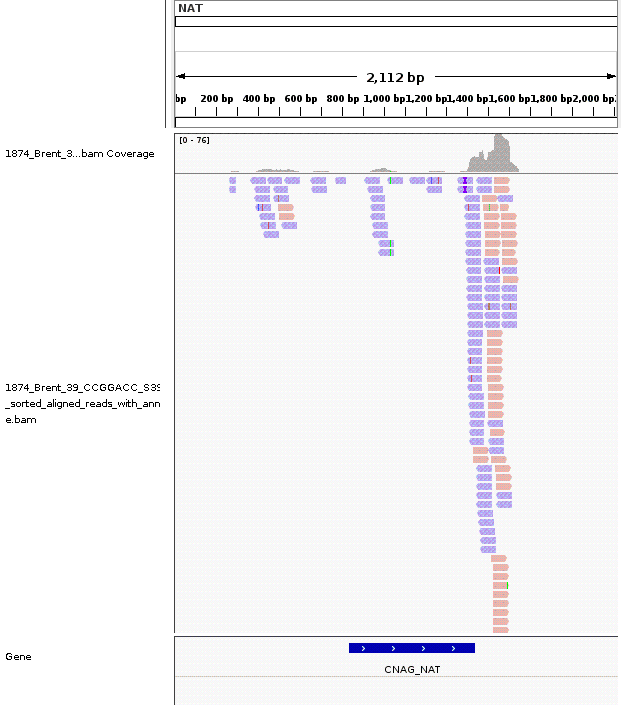 NAT
2,112 bp
bp 200 bp 400 bp 600 bp 800 bp 1,000 bp 1,200 bp 1,400 bp 1,600 bp 1,800 bp 2,000 bp 2
[0 - 76]
1874_Brent_3...bam Coverage
1874_Brent_39_CCGGACC_S39
_sorted_aligned_reads_with_ann
e.bam
Gene
CNAG_NAT